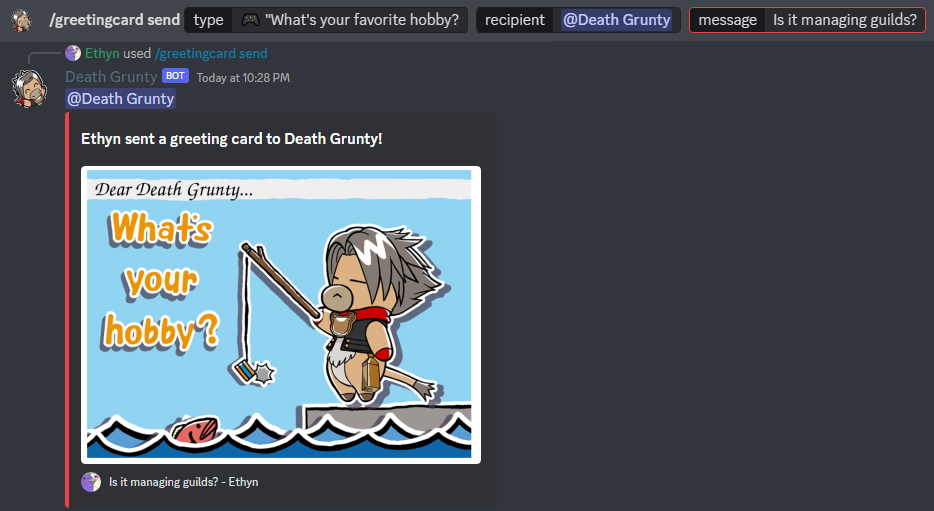 /greetingcard send type 🎮 "What's your favorite hobby? recipient @Death Grunty message Is it managing guilds?
Ethyn used /greetingcard send
Death Grunty BOT Today at 10:28 PM
@Death Grunty
Ethyn sent a greeting card to Death Grunty!
Dear Death Grunty...
What's
your
hobby?
Is it managing guilds? - Ethyn